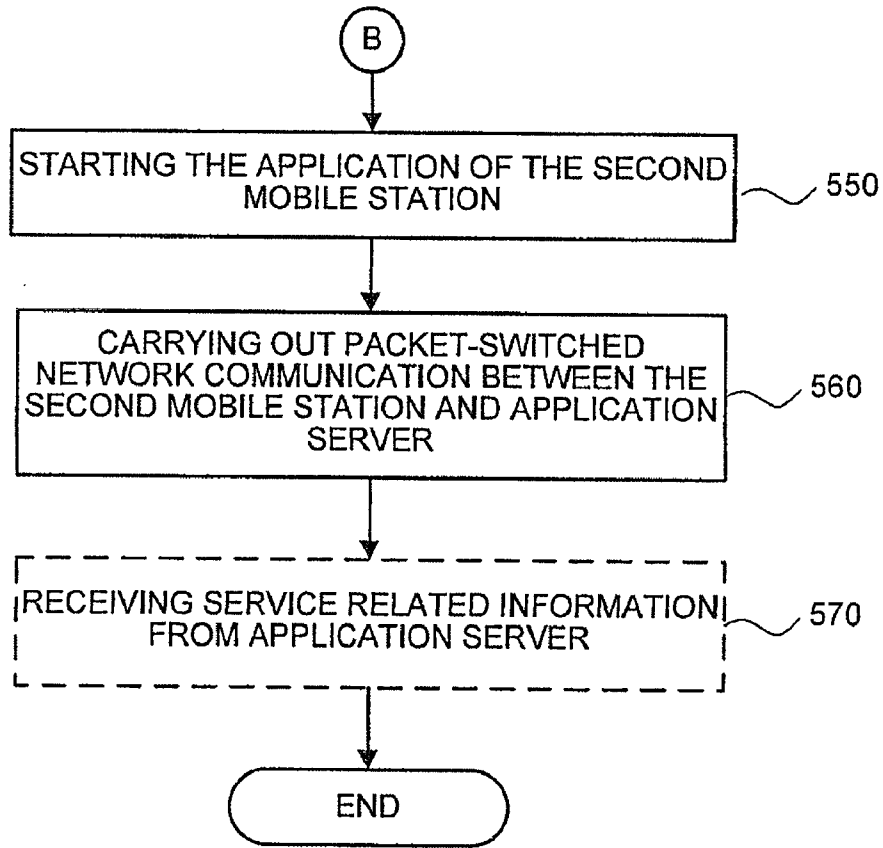 B
STARTING THE APPLICATION OF THE SECOND
MOBILE STATION
550
CARRYING OUT PACKET-SWITCHED
NETWORK COMMUNICATION BETWEEN THE
SECOND MOBILE STATION AND APPLICATION
SERVER
560
RECEIVING SERVICE RELATED INFORMATION
FROM APPLICATION SERVER
570
END